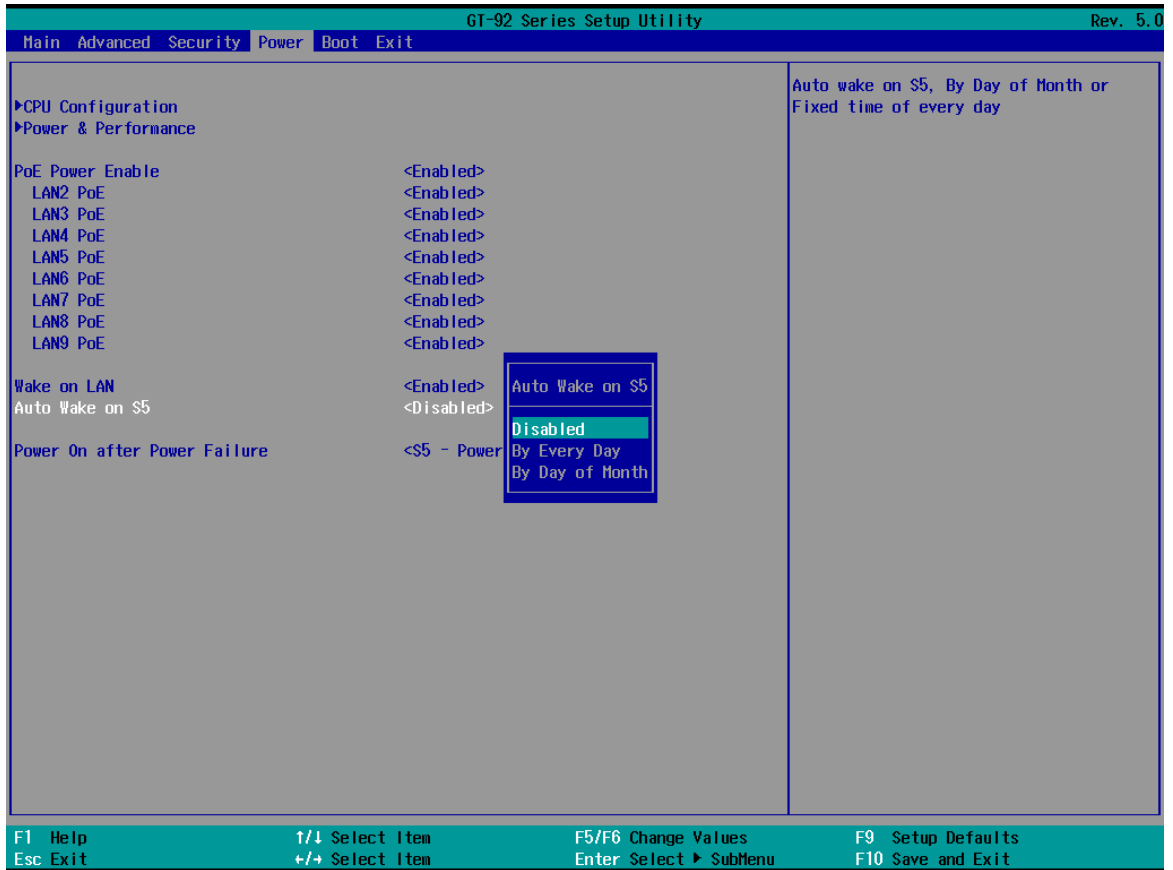 GT-92 Series Setup Utility Rev. 5.0
Main Advanced Security Power Boot Exit
Auto wake on S5, By Day of Month or
Fixed time of every day
►CPU Configuration
►Power & Performance
PoE Power Enable <Enabled>
LAN2 PoE <Enabled>
LAN3 PoE <Enabled>
LAN4 PoE <Enabled>
LAN5 PoE <Enabled>
LAN6 PoE <Enabled>
LAN7 PoE <Enabled>
LAN8 PoE <Enabled>
LAN9 PoE <Enabled>
Wake on LAN <Enabled>
Auto Wake on S5 <Disabled>
Power On after Power Failure <S5 - Power
Auto Wake on S5
Disabled
By Every Day
By Day of Month
F1 Help ↑/↓ Select Item F5/F6 Change Values F9 Setup Defaults
Esc Exit ←/→ Select Item Enter Select ► SubMenu F10 Save and Exit